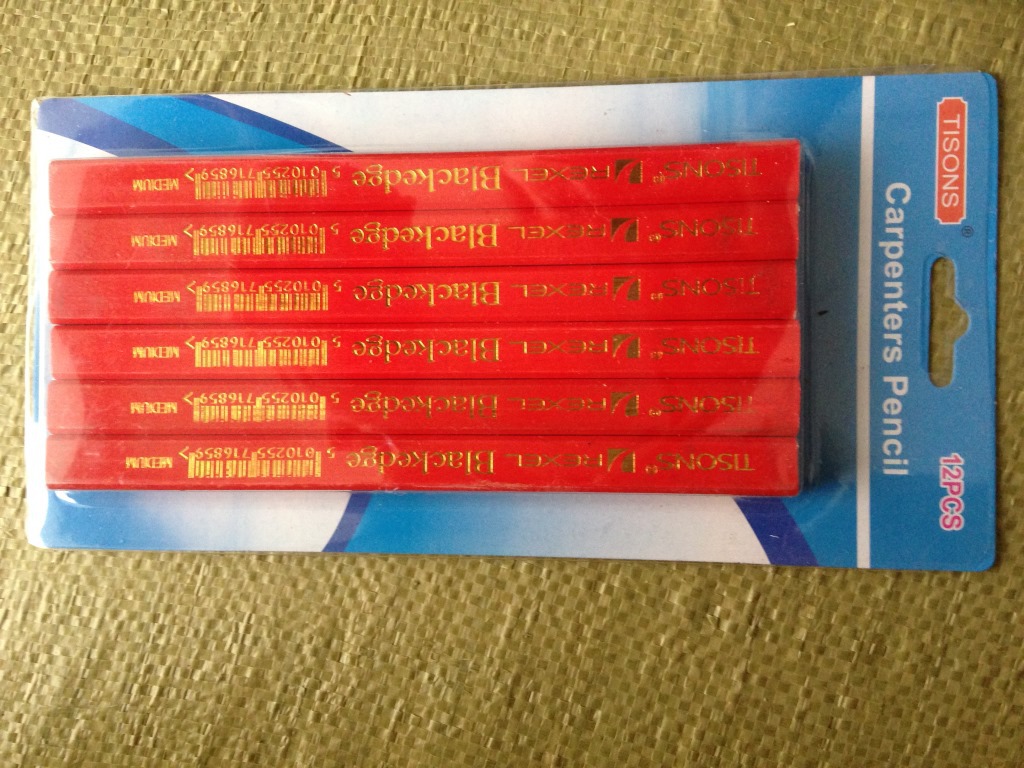 TISONS®
Carpenters Pencil
12PCS
TISONS® REXEL Blackedge 5 010255 716859 > MEDIUM
TISONS® REXEL Blackedge 5 010255 716859 > MEDIUM
TISONS® REXEL Blackedge 5 010255 716859 > MEDIUM
TISONS® REXEL Blackedge 5 010255 716859 > MEDIUM
TISONS® REXEL Blackedge 5 010255 716859 > MEDIUM
TISONS® REXEL Blackedge 5 010255 716859 > MEDIUM